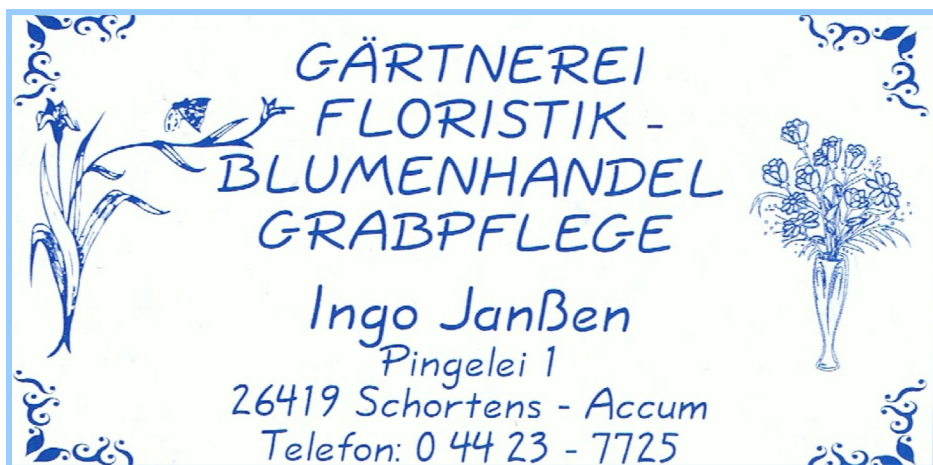 GÄRTNEREI
FLORISTIK -
BLUMENHANDEL
GRABPFLEGE
Ingo Janßen
Pingelei 1
26419 Schortens - Accum
Telefon: 0 44 23 - 7725